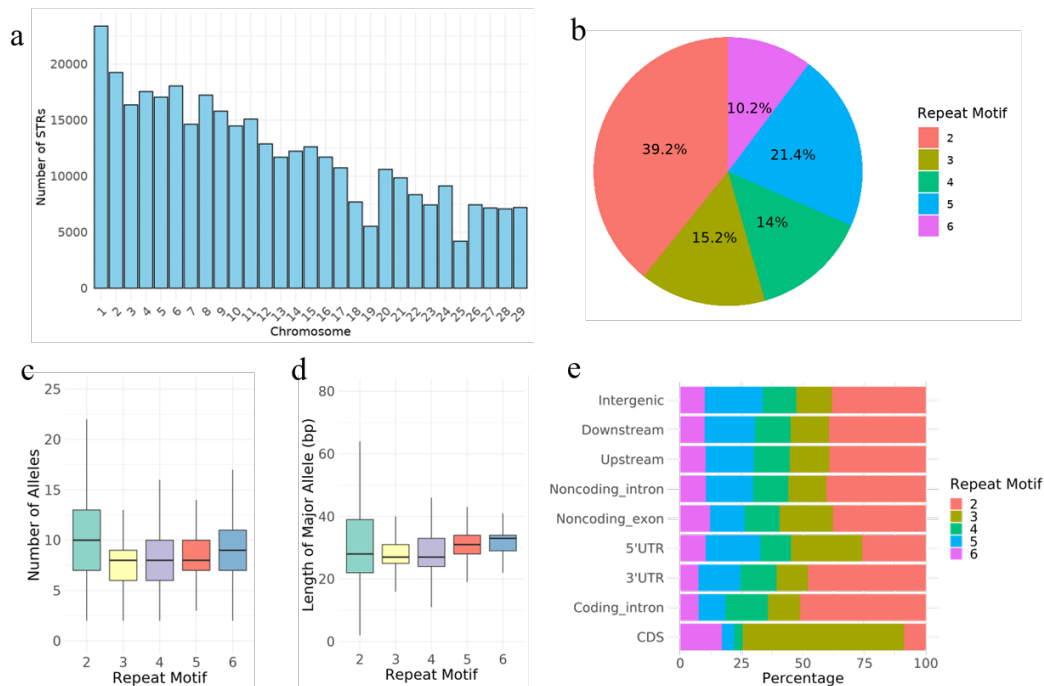 a
Number of STRs
20000
15000
10000
5000
0
1 2 3 4 5 6 7 8 9 10 11 12 13 14 15 16 17 18 19 20 21 22 23 24 25 26 27 28 29
Chromosome
b
10.2%
39.2%
21.4%
15.2%
14%
Repeat Motif
2
3
4
5
6
c
Number of Alleles
25
20
15
10
5
0
2 3 4 5 6
Repeat Motif
d
Length of Major Allele (bp)
80
60
40
20
0
2 3 4 5 6
Repeat Motif
e
Intergenic
Downstream
Upstream
Noncoding_intron
Noncoding_exon
5'UTR
3'UTR
Coding_intron
CDS
0 25 50 75 100
Percentage
Repeat Motif
2
3
4
5
6